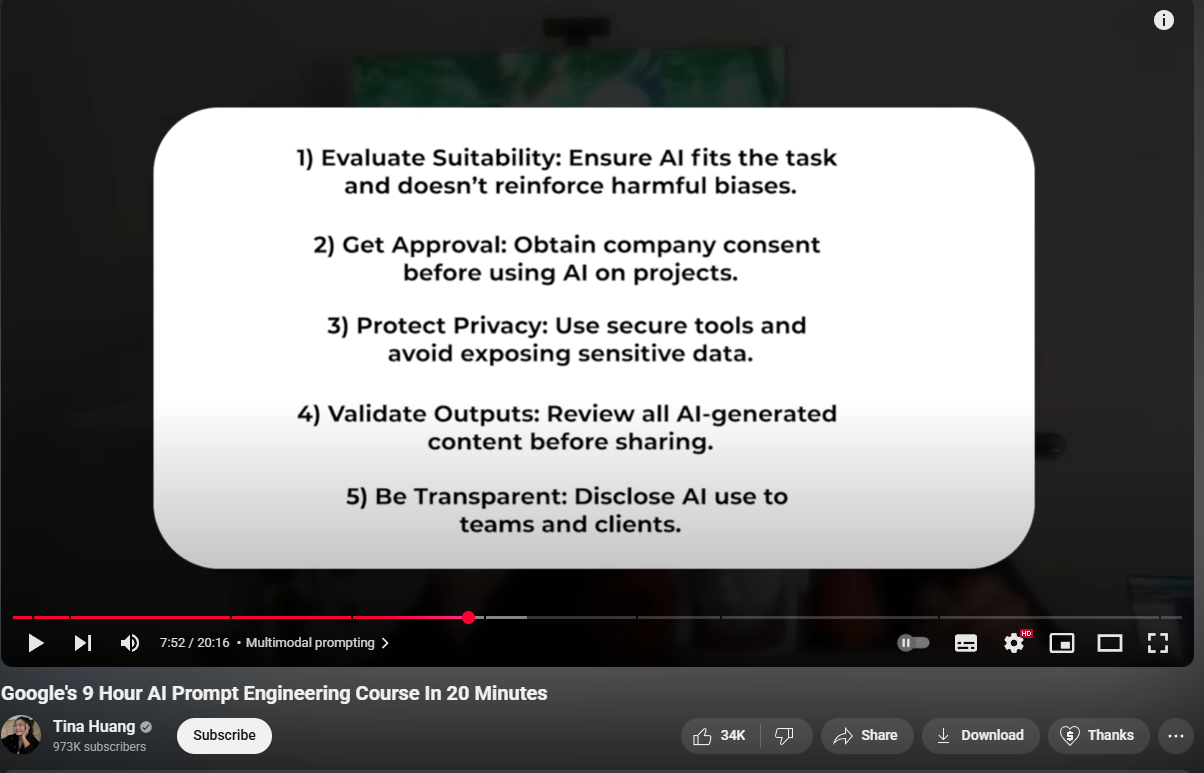 1) Evaluate Suitability: Ensure AI fits the task
and doesn't reinforce harmful biases.
2) Get Approval: Obtain company consent
before using AI on projects.
3) Protect Privacy: Use secure tools and
avoid exposing sensitive data.
4) Validate Outputs: Review all AI-generated
content before sharing.
5) Be Transparent: Disclose AI use to
teams and clients.
7:52 / 20:16 • Multimodal prompting
HD
Google's 9 Hour AI Prompt Engineering Course In 20 Minutes
Tina Huang
973K subscribers
Subscribe
34K
Share
Download
Thanks